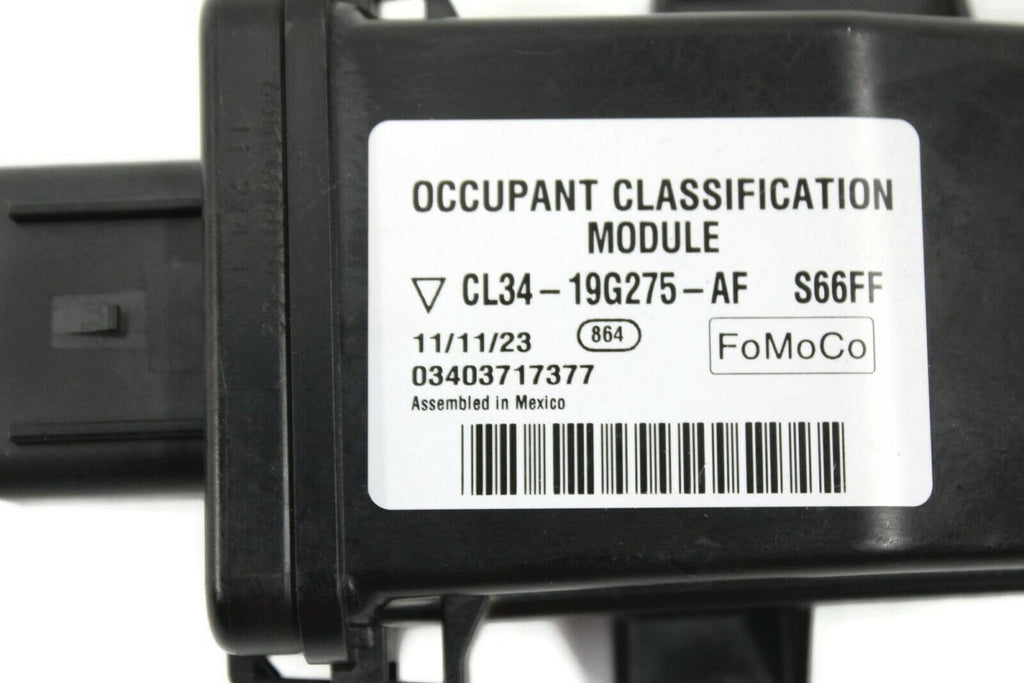 OCCUPANT CLASSIFICATION
MODULE
CL34-19G275-AF S66FF
11/11/23 864 FoMoCo
03403717377
Assembled in Mexico